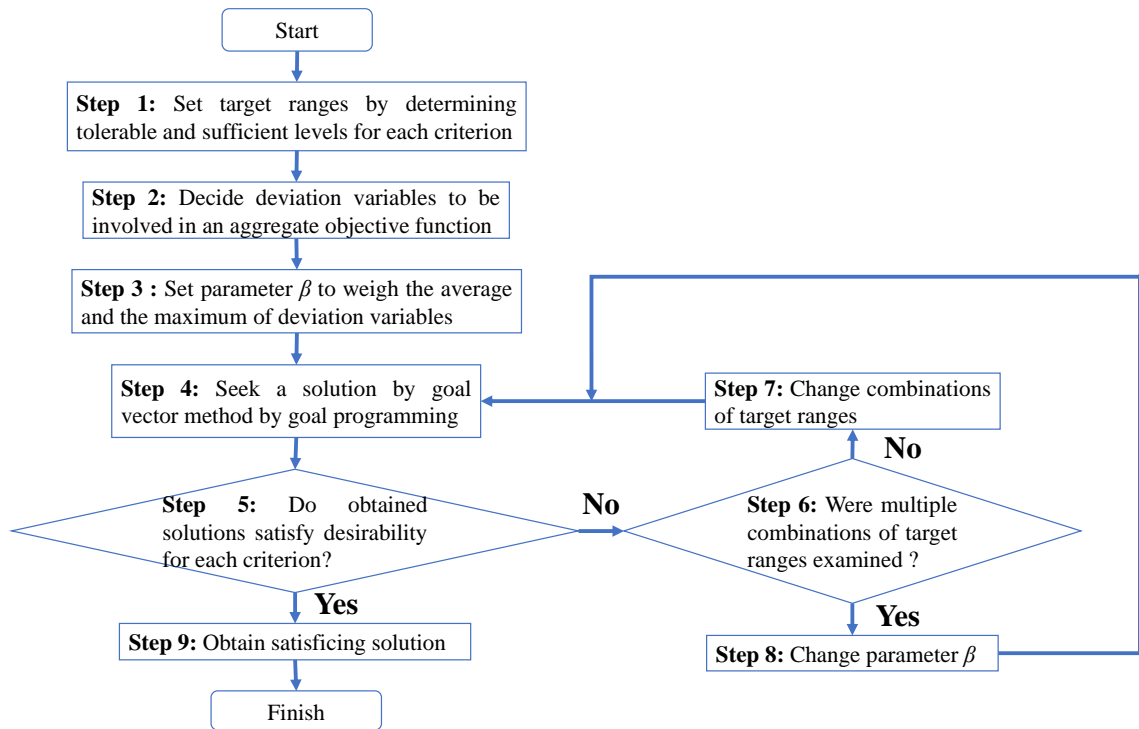 Start
Step 1: Set target ranges by determining
tolerable and sufficient levels for each criterion
Step 2: Decide deviation variables to be
involved in an aggregate objective function
Step 3 : Set parameter β to weigh the average
and the maximum of deviation variables
Step 4: Seek a solution by goal
vector method by goal programming
Step 7: Change combinations
of target ranges
No
Step 5: Do obtained
solutions satisfy desirability
for each criterion?
No
Step 6: Were multiple
combinations of target
ranges examined ?
Yes
Yes
Step 9: Obtain satisficing solution
Step 8: Change parameter β
Finish